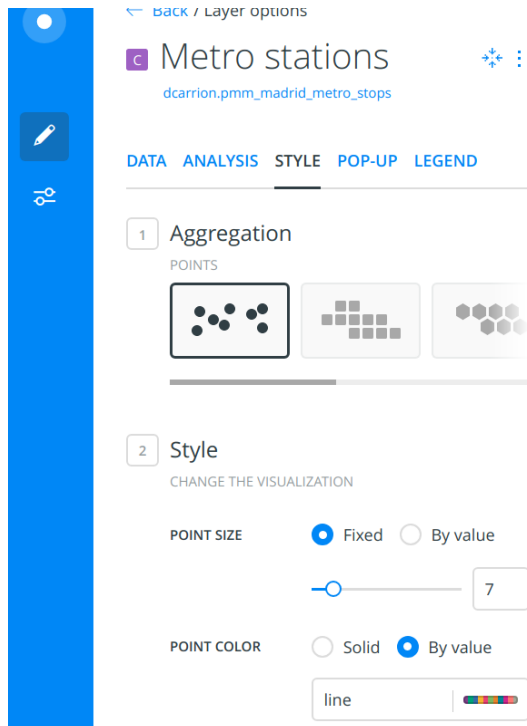 ← Back / Layer options
C Metro stations
dcarrion.pmm_madrid_metro_stops
DATA ANALYSIS STYLE POP-UP LEGEND
1 Aggregation
POINTS
2 Style
CHANGE THE VISUALIZATION
POINT SIZE Fixed By value
7
POINT COLOR Solid By value
line